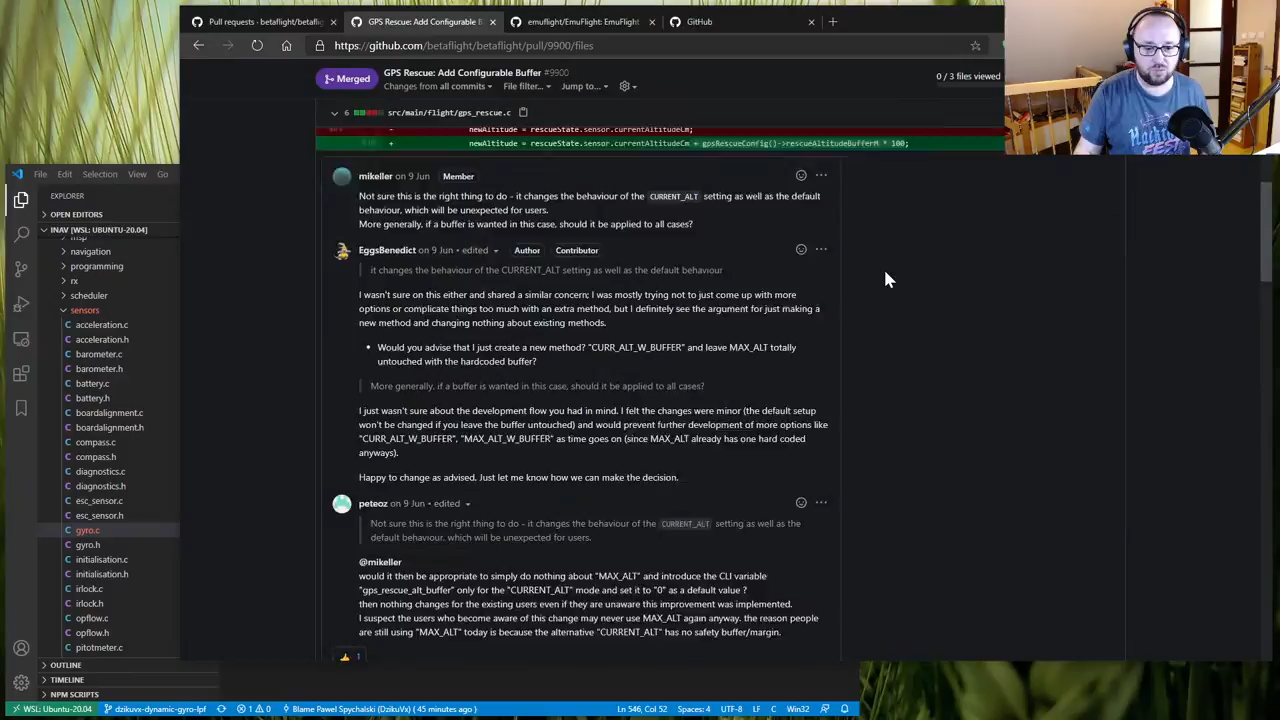 Pull requests · betaflight/betafli
GPS Rescue: Add Configurable B
emuflight/EmuFlight: EmuFlight
GitHub
https://github.com/betaflight/betaflight/pull/9900/files
Merged
GPS Rescue: Add Configurable Buffer #9900
Changes from all commits
File filter...
Jump to...
0 / 3 files viewed
6
src/main/flight/gps_rescue.c
- newAltitude = rescueState.sensor.currentAltitudeCm;
+ newAltitude = rescueState.sensor.currentAltitudeCm + gpsRescueConfig()->rescueAltitudeBufferM * 100;
mikeller on 9 Jun Member
Not sure this is the right thing to do - it changes the behaviour of the CURRENT_ALT setting as well as the default
behaviour, which will be unexpected for users.
More generally, if a buffer is wanted in this case, should it be applied to all cases?
EggsBenedict on 9 Jun • edited Author Contributor
it changes the behaviour of the CURRENT_ALT setting as well as the default behaviour
I wasn't sure on this either and shared a similar concern; I was mostly trying not to just come up with more
options or complicate things too much with an extra method, but I definitely see the argument for just making a
new method and changing nothing about existing methods.
• Would you advise that I just create a new method? "CURR_ALT_W_BUFFER" and leave MAX_ALT totally
untouched with the hardcoded buffer?
More generally, if a buffer is wanted in this case, should it be applied to all cases?
I just wasn't sure about the development flow you had in mind. I felt the changes were minor (the default setup
won't be changed if you leave the buffer untouched) and would prevent further development of more options like
"CURR_ALT_W_BUFFER", "MAX_ALT_W_BUFFER" as time goes on (since MAX_ALT already has one hard coded
anyways).
Happy to change as advised. Just let me know how we can make the decision.
peteoz on 9 Jun • edited
Not sure this is the right thing to do - it changes the behaviour of the CURRENT_ALT setting as well as the
default behaviour, which will be unexpected for users.
@mikeller
would it then be appropriate to simply do nothing about "MAX_ALT" and introduce the CLI variable
"gps_rescue_alt_buffer" only for the "CURRENT_ALT" mode and set it to "0" as a default value ?
then nothing changes for the existing users even if they are unaware this improvement was implemented.
I suspect the users who become aware of this change may never use MAX_ALT again anyway. the reason people
are still using "MAX_ALT" today is because the alternative "CURRENT_ALT" has no safety buffer/margin.
1
File Edit Selection View Go
EXPLORER
OPEN EDITORS
INAV [WSL: UBUNTU-20.04]
msp
navigation
programming
rx
scheduler
sensors
C acceleration.c
C acceleration.h
C barometer.c
C barometer.h
C battery.c
C battery.h
C boardalignment.c
C boardalignment.h
C compass.c
C compass.h
C diagnostics.c
C diagnostics.h
C esc_sensor.c
C esc_sensor.h
C gyro.c
C gyro.h
C initialisation.c
C initialisation.h
C irlock.c
C irlock.h
C opflow.c
C opflow.h
C pitotmeter.c
OUTLINE
TIMELINE
NPM SCRIPTS
WSL: Ubuntu-20.04 dzikuvx-dynamic-gyro-lpf 1 0 Blame Pawel Spychalski (DzikuVx) ( 45 minutes ago ) Ln 546, Col 52 Spaces: 4 UTF-8 LF C Win32